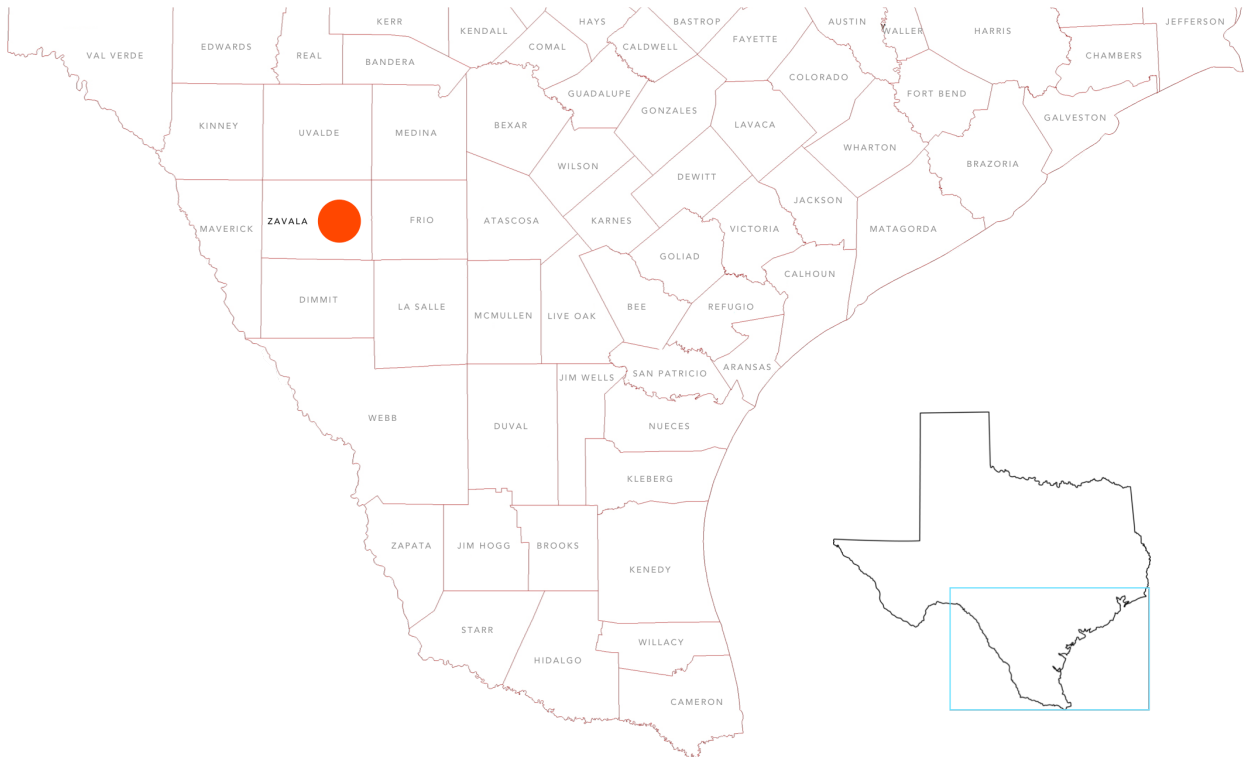 KERR
HAYS
BASTROP
AUSTIN
Y
WALLER
JEFFERSON
KENDALL
HARRIS
FAYETTE
EDWARDS
COMAL
CALDWELL
VAL VERDE
REAL
BANDERA
CHAMBERS
COLORADO
GUADALUPE
FORT BEND
GONZALES
GALVESTON
KINNEY
UVALDE
MEDINA
BEXAR
LAVACA
WHARTON
WILSON
BRAZORIA
DEWITT
JACKSON
ZAVALA
FRIO
ATASCOSA
KARNES
MAVERICK
VICTORIA
MATAGORDA
GOLIAD
CALHOUN
DIMMIT
LA SALLE
BEE
REFUGIO
MCMULLEN
LIVE OAK
ARANSAS
SAN PATRICIO
JIM WELLS
WEBB
DUVAL
NUECES
KLEBERG
ZAPATA
JIM HOGG
BROOKS
KENEDY
STARR
WILLACY
HIDALGO
CAMERON